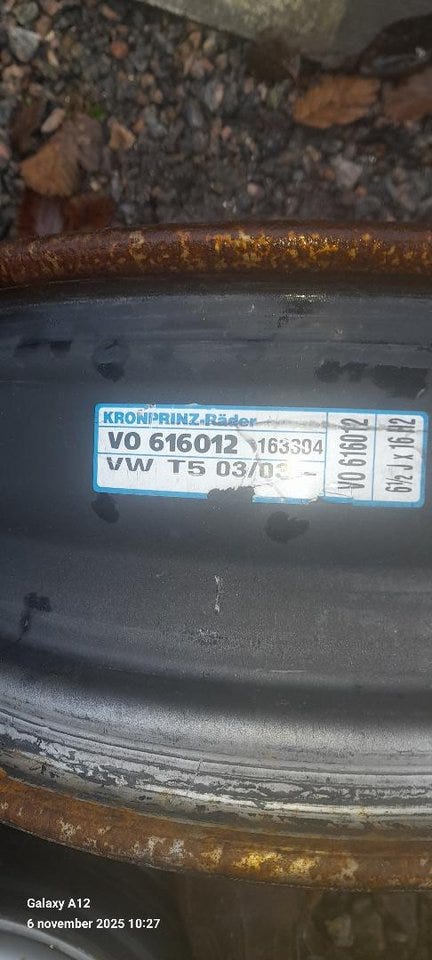 KRONPRINZ-Räder
VO 616012
VW T5 03/03 -
VO 616012
6½ J x 16 H2
Galaxy A12
6 november 2025 10:27